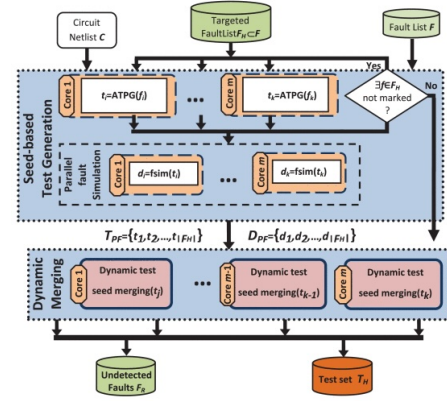 Circuit
Netlist C
Targeted
FaultList F_H⊂F
Fault List F
Yes
Core 1
t_i=ATPG(f_i)
...
Core m
t_k=ATPG(f_k)
∃f∈F_H
not marked
?
No
Seed-based
Test Generation
Parallel
fault
Simulation
Core 1
d_i=fsim(t_i)
...
Core m
d_k=fsim(t_k)
T_PF={t_1,t_2,...,t_|F_H|}
D_PF={d_1,d_2,...,d_|F_H|}
Dynamic
Merging
Core 1
Dynamic test
seed merging(t_j)
...
Core m-1
Dynamic test
seed merging(t_k-1)
Core m
Dynamic test
seed merging(t_k)
Undetected
Faults F_R
Test set T_H